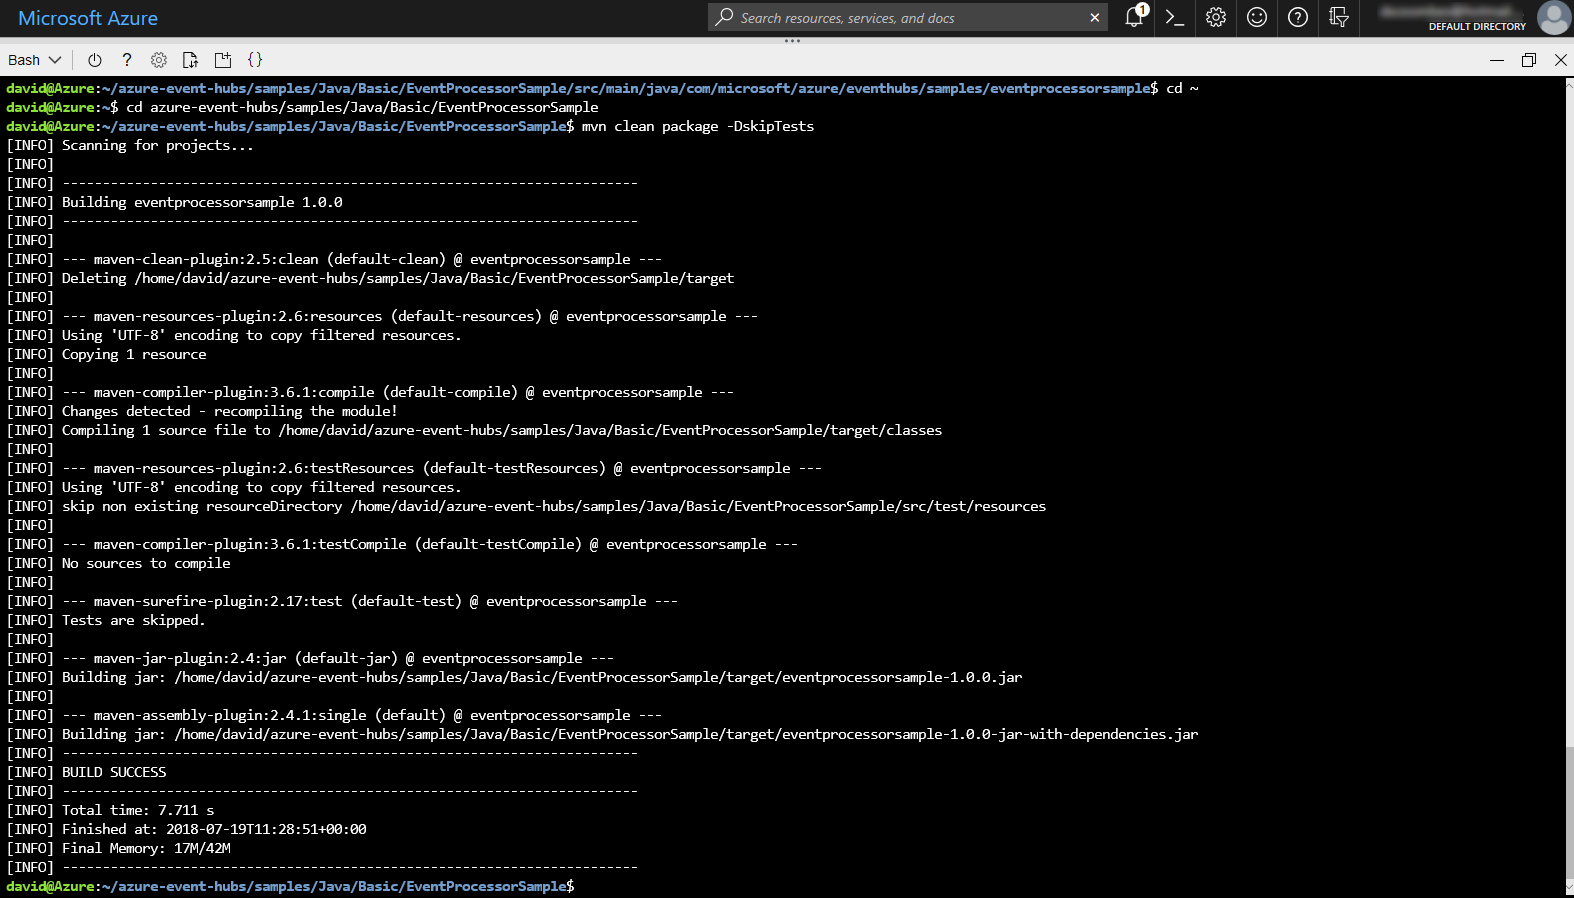 Microsoft Azure
Search resources, services, and docs
1
DEFAULT DIRECTORY
Bash
david@Azure:~/azure-event-hubs/samples/Java/Basic/EventProcessorSample/src/main/java/com/microsoft/azure/eventhubs/samples/eventprocessorsample$ cd ~
david@Azure:~$ cd azure-event-hubs/samples/Java/Basic/EventProcessorSample
david@Azure:~/azure-event-hubs/samples/Java/Basic/EventProcessorSample$ mvn clean package -DskipTests
[INFO] Scanning for projects...
[INFO]
[INFO] ------------------------------------------------------------------------
[INFO] Building eventprocessorsample 1.0.0
[INFO] ------------------------------------------------------------------------
[INFO]
[INFO] --- maven-clean-plugin:2.5:clean (default-clean) @ eventprocessorsample ---
[INFO] Deleting /home/david/azure-event-hubs/samples/Java/Basic/EventProcessorSample/target
[INFO]
[INFO] --- maven-resources-plugin:2.6:resources (default-resources) @ eventprocessorsample ---
[INFO] Using 'UTF-8' encoding to copy filtered resources.
[INFO] Copying 1 resource
[INFO]
[INFO] --- maven-compiler-plugin:3.6.1:compile (default-compile) @ eventprocessorsample ---
[INFO] Changes detected - recompiling the module!
[INFO] Compiling 1 source file to /home/david/azure-event-hubs/samples/Java/Basic/EventProcessorSample/target/classes
[INFO]
[INFO] --- maven-resources-plugin:2.6:testResources (default-testResources) @ eventprocessorsample ---
[INFO] Using 'UTF-8' encoding to copy filtered resources.
[INFO] skip non existing resourceDirectory /home/david/azure-event-hubs/samples/Java/Basic/EventProcessorSample/src/test/resources
[INFO]
[INFO] --- maven-compiler-plugin:3.6.1:testCompile (default-testCompile) @ eventprocessorsample ---
[INFO] No sources to compile
[INFO]
[INFO] --- maven-surefire-plugin:2.17:test (default-test) @ eventprocessorsample ---
[INFO] Tests are skipped.
[INFO]
[INFO] --- maven-jar-plugin:2.4:jar (default-jar) @ eventprocessorsample ---
[INFO] Building jar: /home/david/azure-event-hubs/samples/Java/Basic/EventProcessorSample/target/eventprocessorsample-1.0.0.jar
[INFO]
[INFO] --- maven-assembly-plugin:2.4.1:single (default) @ eventprocessorsample ---
[INFO] Building jar: /home/david/azure-event-hubs/samples/Java/Basic/EventProcessorSample/target/eventprocessorsample-1.0.0-jar-with-dependencies.jar
[INFO] ------------------------------------------------------------------------
[INFO] BUILD SUCCESS
[INFO] ------------------------------------------------------------------------
[INFO] Total time: 7.711 s
[INFO] Finished at: 2018-07-19T11:28:51+00:00
[INFO] Final Memory: 17M/42M
[INFO] ------------------------------------------------------------------------
david@Azure:~/azure-event-hubs/samples/Java/Basic/EventProcessorSample$